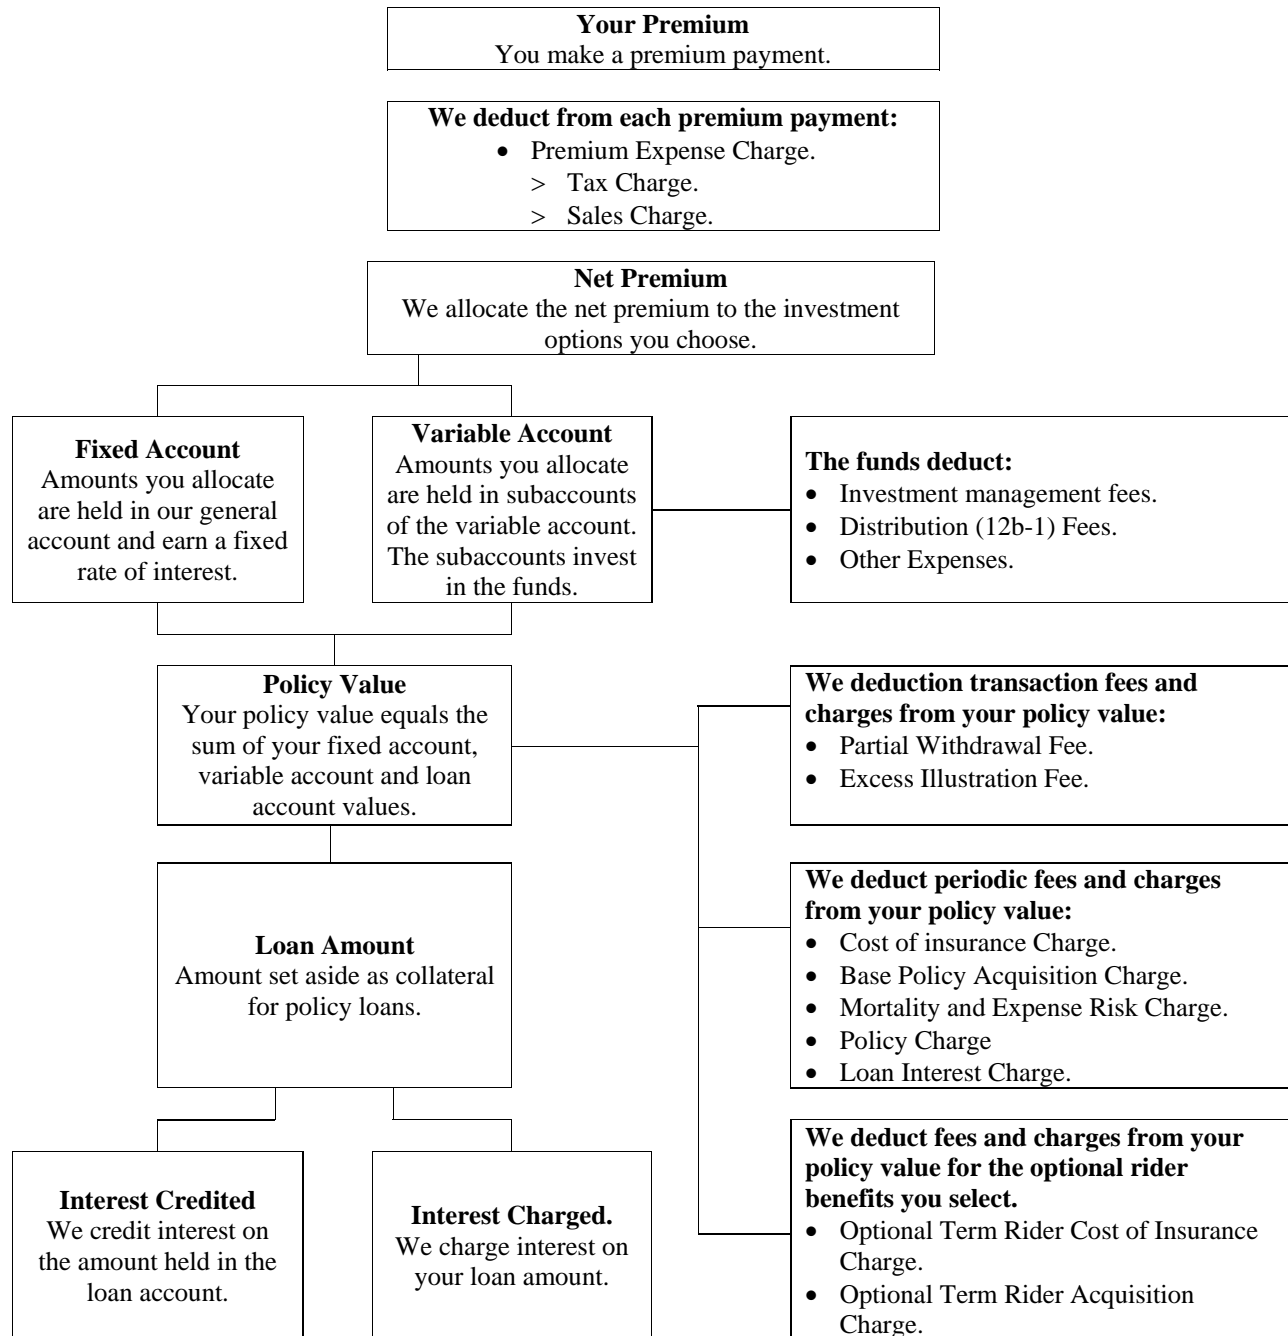 Your Premium
You make a premium payment.
We deduct from each premium payment:
• Premium Expense Charge.
> Tax Charge.
> Sales Charge.
Net Premium
We allocate the net premium to the investment
options you choose.
Fixed Account
Amounts you allocate
are held in our general
account and earn a fixed
rate of interest.
Variable Account
Amounts you allocate
are held in subaccounts
of the variable account.
The subaccounts invest
in the funds.
The funds deduct:
• Investment management fees.
• Distribution (12b-1) Fees.
• Other Expenses.
Policy Value
Your policy value equals the
sum of your fixed account,
variable account and loan
account values.
We deduction transaction fees and
charges from your policy value:
• Partial Withdrawal Fee.
• Excess Illustration Fee.
Loan Amount
Amount set aside as collateral
for policy loans.
We deduct periodic fees and charges
from your policy value:
• Cost of insurance Charge.
• Base Policy Acquisition Charge.
• Mortality and Expense Risk Charge.
• Policy Charge
• Loan Interest Charge.
Interest Credited
We credit interest on
the amount held in the
loan account.
Interest Charged.
We charge interest on
your loan amount.
We deduct fees and charges from your
policy value for the optional rider
benefits you select.
• Optional Term Rider Cost of Insurance
Charge.
• Optional Term Rider Acquisition
Charge.